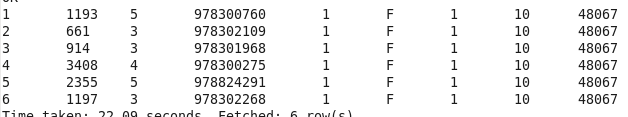 OK
1 1193 5 978300760 1 F 1 10 48067
2 661 3 978302109 1 F 1 10 48067
3 914 3 978301968 1 F 1 10 48067
4 3408 4 978300275 1 F 1 10 48067
5 2355 5 978824291 1 F 1 10 48067
6 1197 3 978302268 1 F 1 10 48067
Time taken: 22.09 seconds, Fetched: 6 row(s)